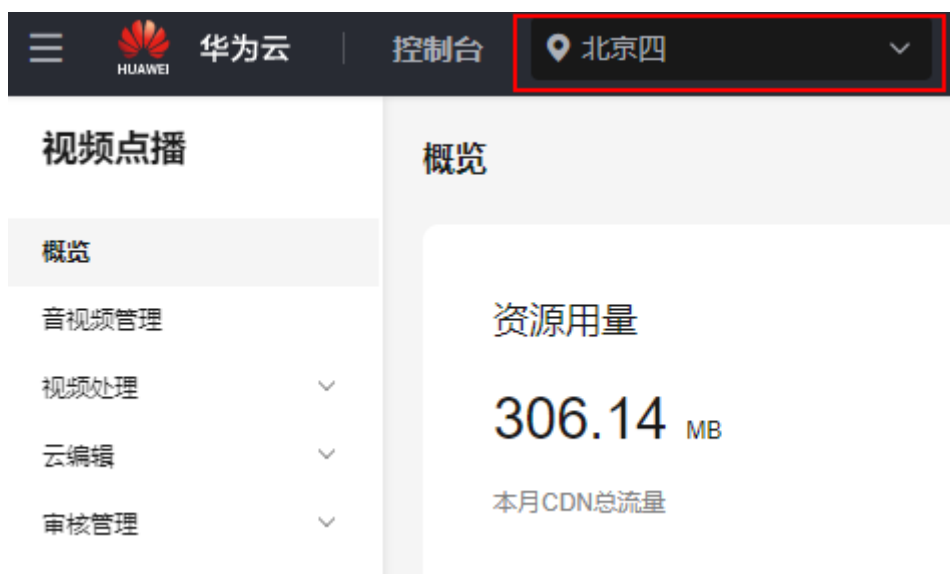 HUAWEI 华为云 控制台 北京四
视频点播
概览
概览
音视频管理
视频处理
云编辑
审核管理
资源用量
306.14 MB
本月CDN总流量